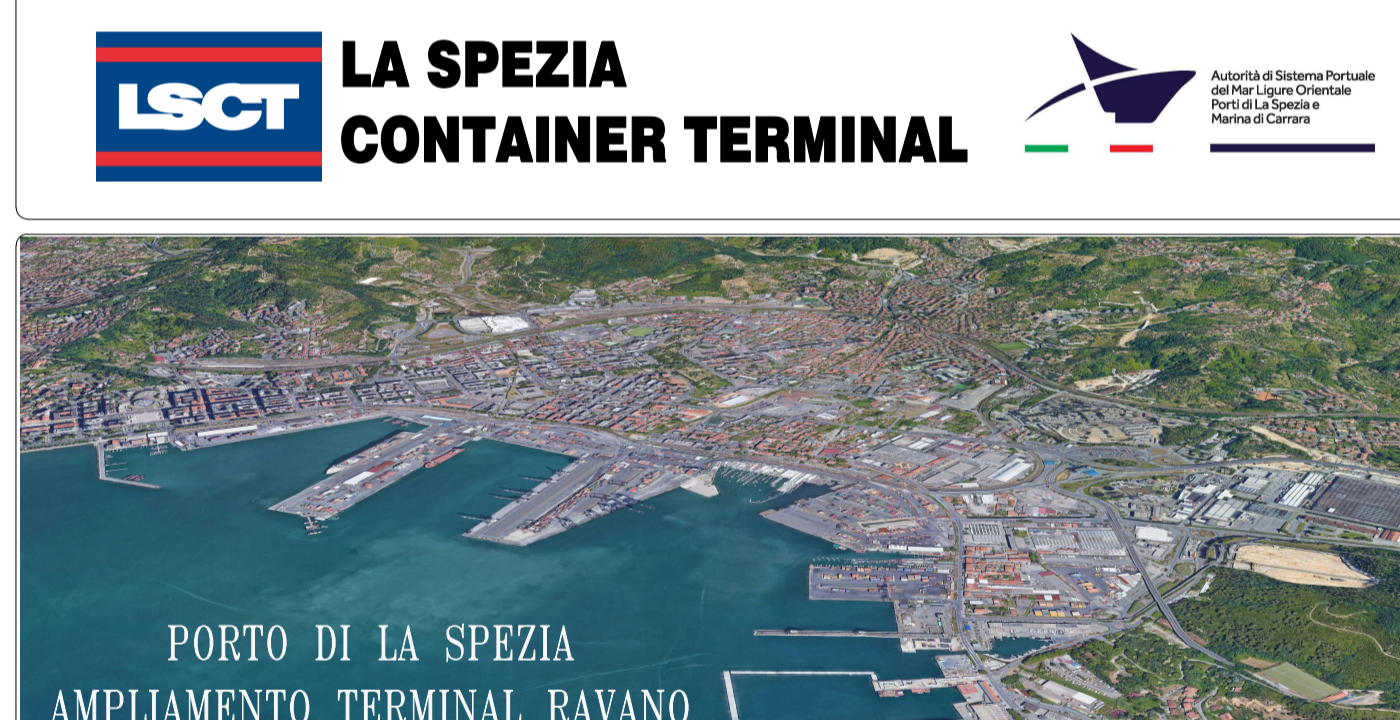 LSCT
LA SPEZIA
CONTAINER TERMINAL
Autorità di Sistema Portuale
del Mar Ligure Orientale
Porti di La Spezia e
Marina di Carrara
PORTO DI LA SPEZIA
AMPLIAMENTO TERMINAL RAVANO